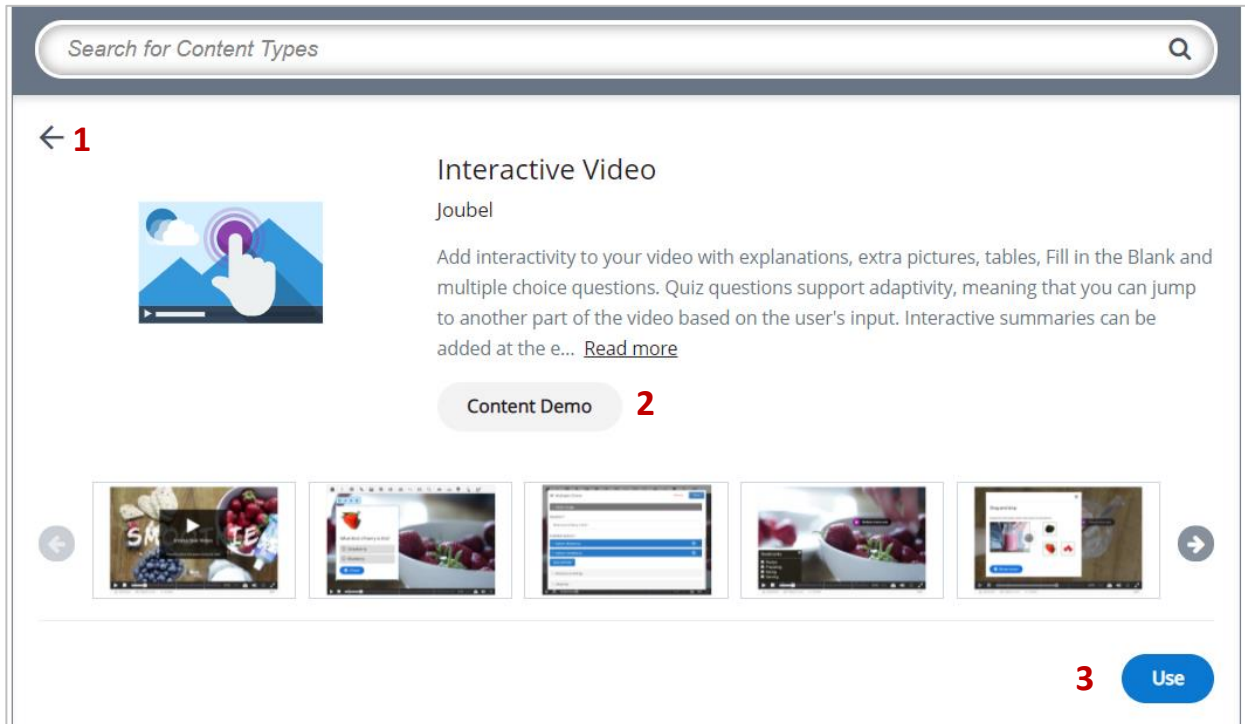 Search for Content Types
1
Interactive Video
Joubel
Add interactivity to your video with explanations, extra pictures, tables, Fill in the Blank and
multiple choice questions. Quiz questions support adaptivity, meaning that you can jump
to another part of the video based on the user's input. Interactive summaries can be
added at the e... Read more
Content Demo 2
3 Use